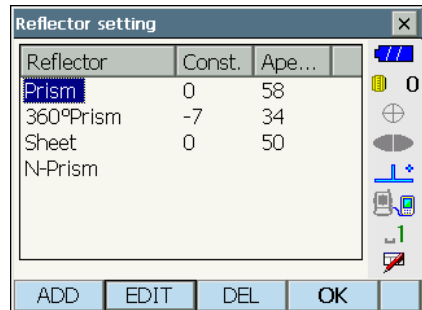 Reflector setting
Reflector Const. Ape...
Prism 0 58
360ºPrism -7 34
Sheet 0 50
N-Prism
0
1
ADD EDIT DEL OK